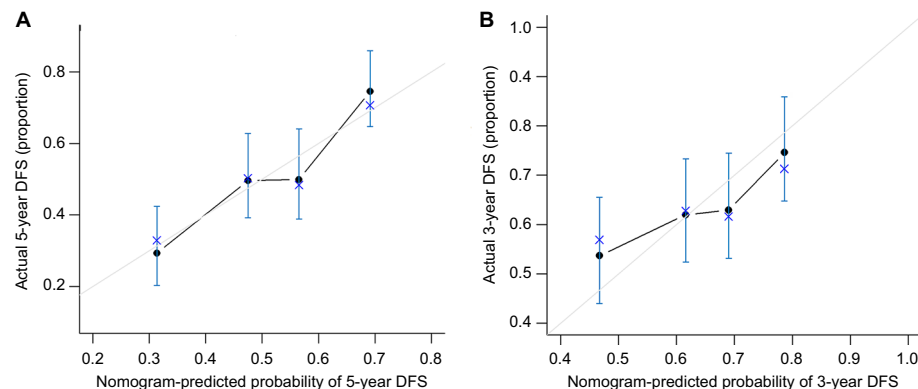 A
Actual 5-year DFS (proportion)
0.8
0.6
0.4
0.2
0.2 0.3 0.4 0.5 0.6 0.7 0.8
Nomogram-predicted probability of 5-year DFS
B
Actual 3-year DFS (proportion)
1.0
0.4
0.8
0.7
0.6
0.5
0.4
0.4 0.5 0.6 0.7 0.8 0.9 1.0
Nomogram-predicted probability of 3-year DFS